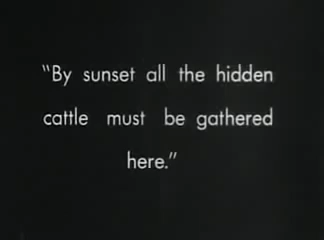 “By sunset all the hidden
cattle must be gathered
here.”